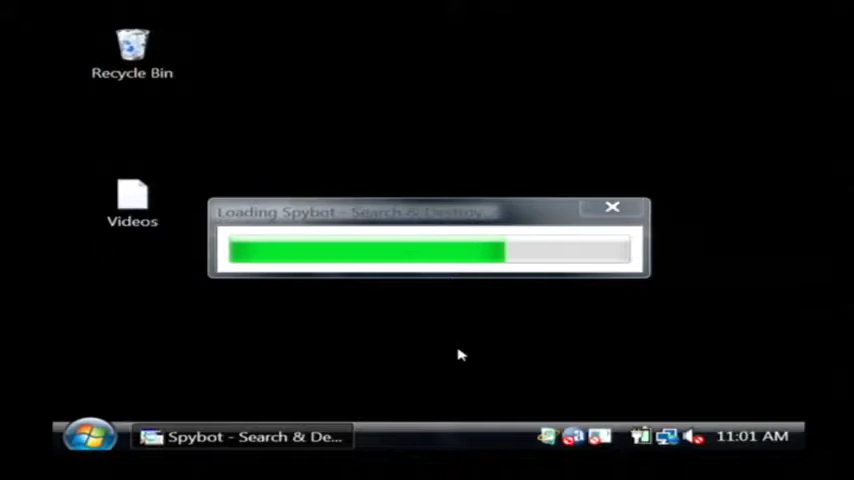 Recycle Bin
Videos
Loading Spybot - Search & Destroy
Spybot - Search & De...
11:01 AM